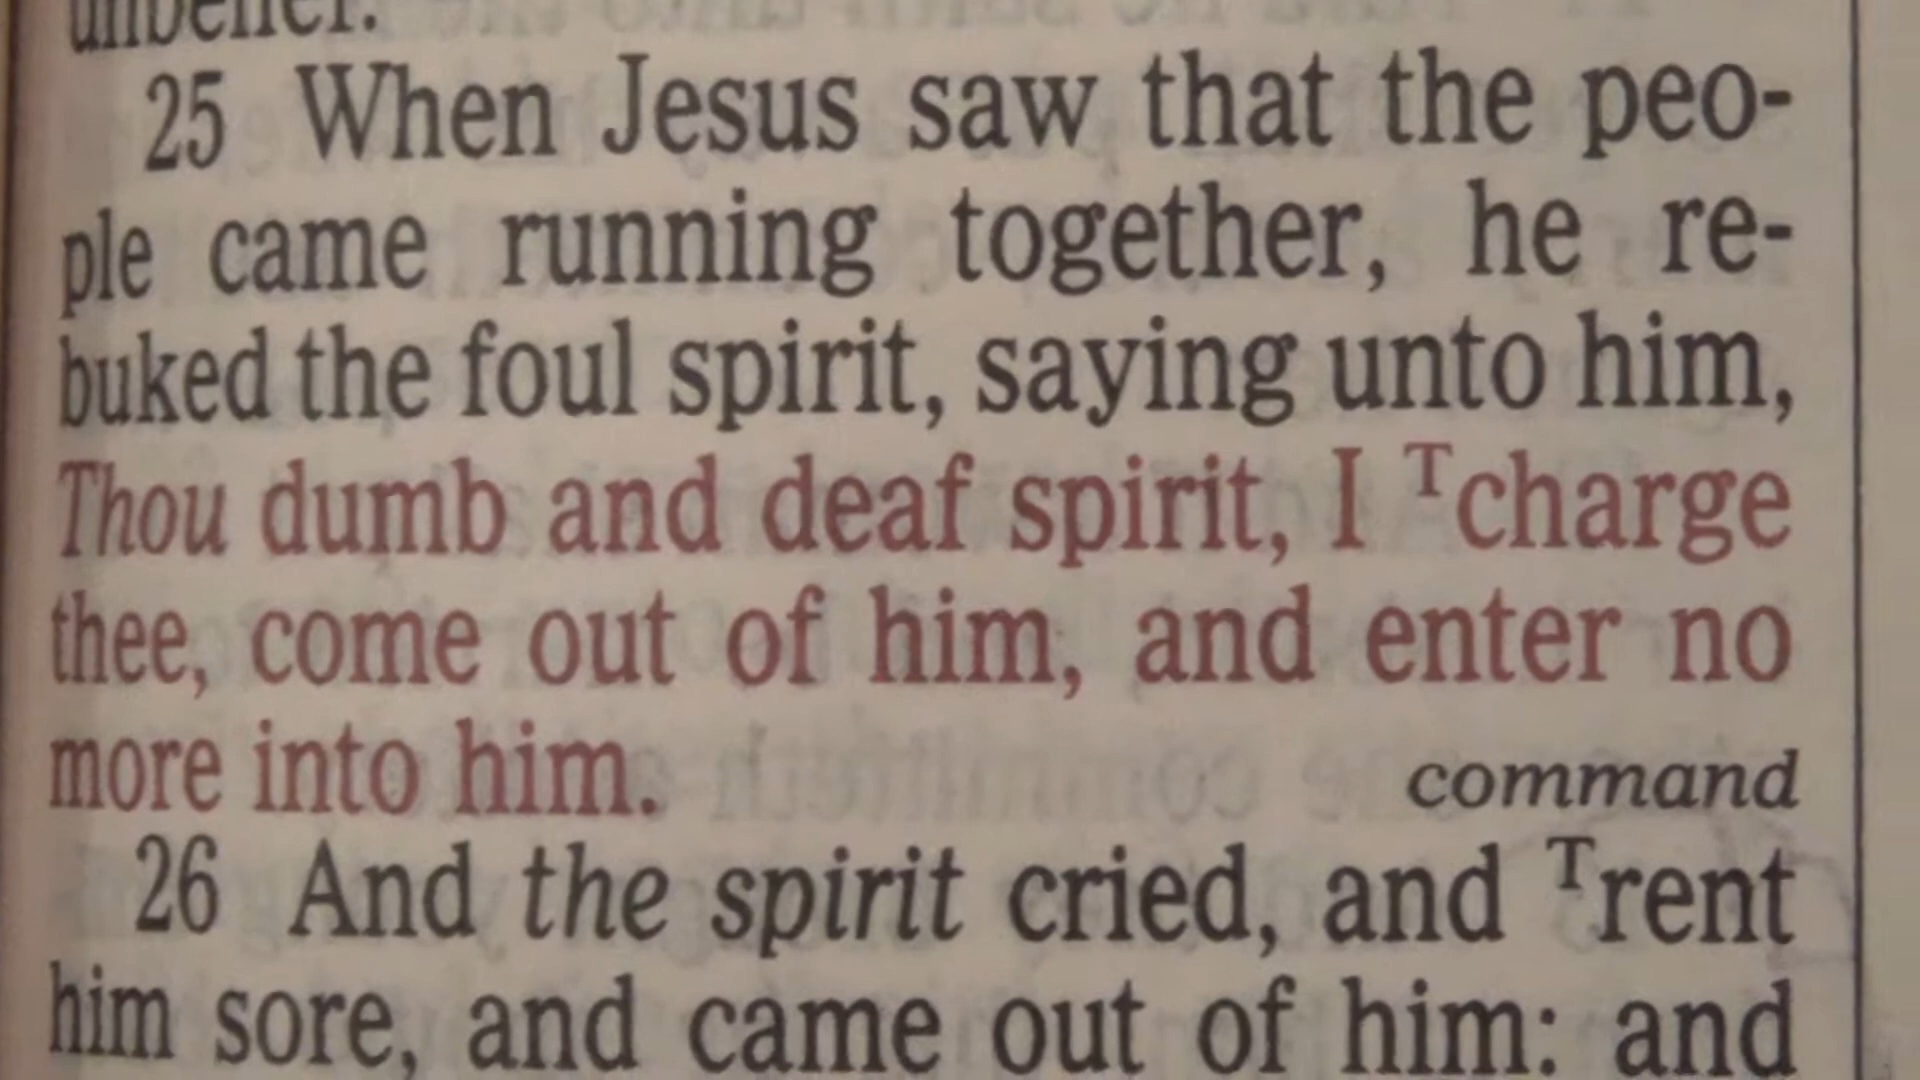 unbelief.
25 When Jesus saw that the peo-
ple came running together, he re-
buked the foul spirit, saying unto him,
Thou dumb and deaf spirit, I ᵀcharge
thee, come out of him, and enter no
more into him. command
26 And the spirit cried, and ᵀrent
him sore, and came out of him: and